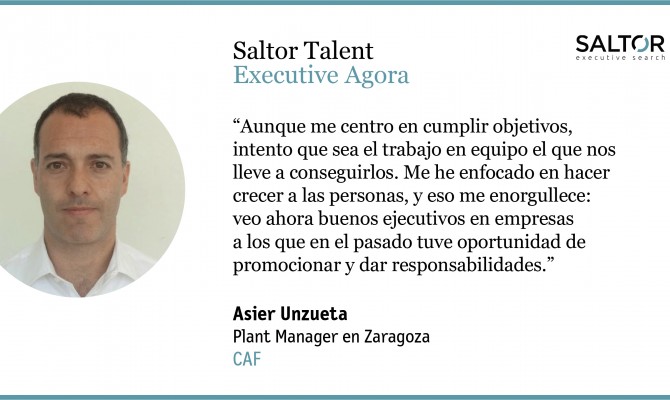 Saltor Talent
Executive Agora
SALTOR
executive search
“Aunque me centro en cumplir objetivos,
intento que sea el trabajo en equipo el que nos
lleve a conseguirlos. Me he enfocado en hacer
crecer a las personas, y eso me enorgullece:
veo ahora buenos ejecutivos en empresas
a los que en el pasado tuve oportunidad de
promocionar y dar responsabilidades.”
Asier Unzueta
Plant Manager en Zaragoza
CAF